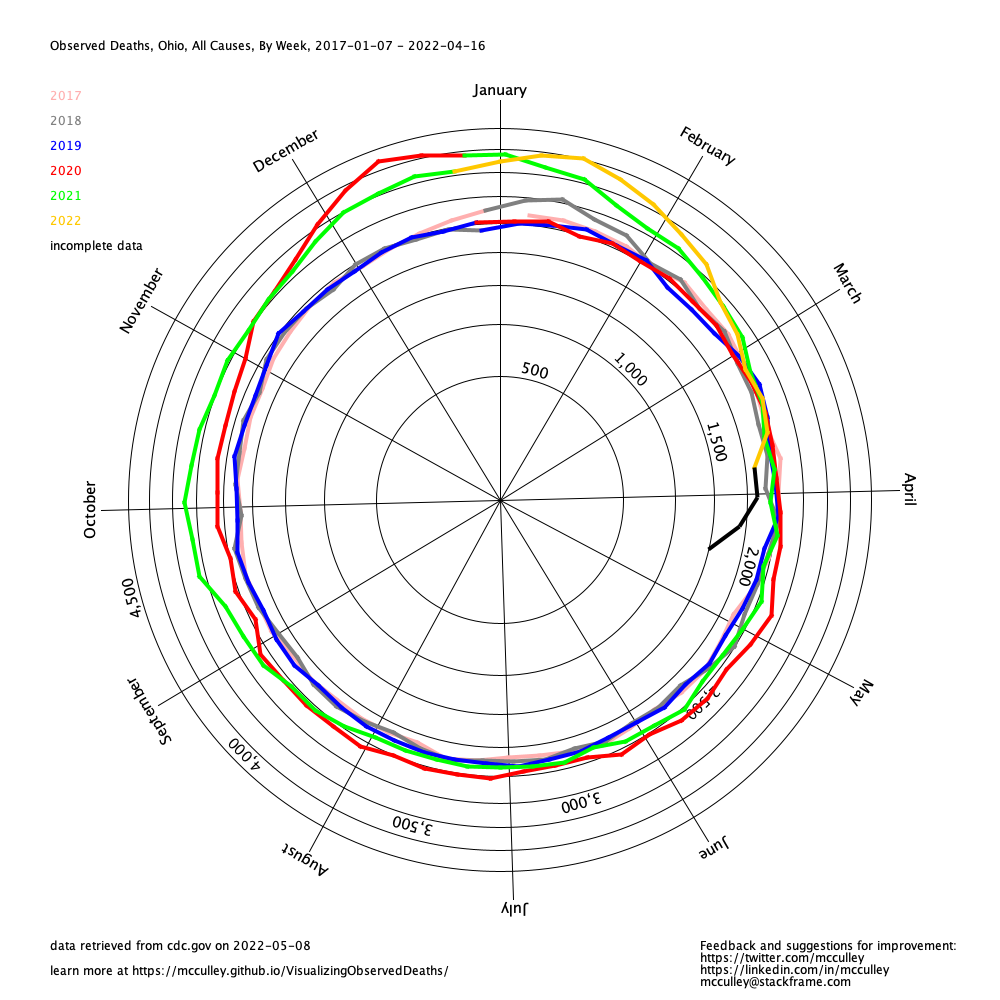 Observed Deaths, Ohio, All Causes, By Week, 2017-01-07 - 2022-04-16
2017
2018
2019
2020
2021
2022
incomplete data
January
February
March
April
May
June
July
August
September
October
November
December
500
1,000
1,500
2,000
2,500
3,000
3,500
4,000
4,500
data retrieved from cdc.gov on 2022-05-08
learn more at https://mcculley.github.io/VisualizingObservedDeaths/
Feedback and suggestions for improvement:
https://twitter.com/mcculley
https://linkedin.com/in/mcculley
mcculley@stackframe.com